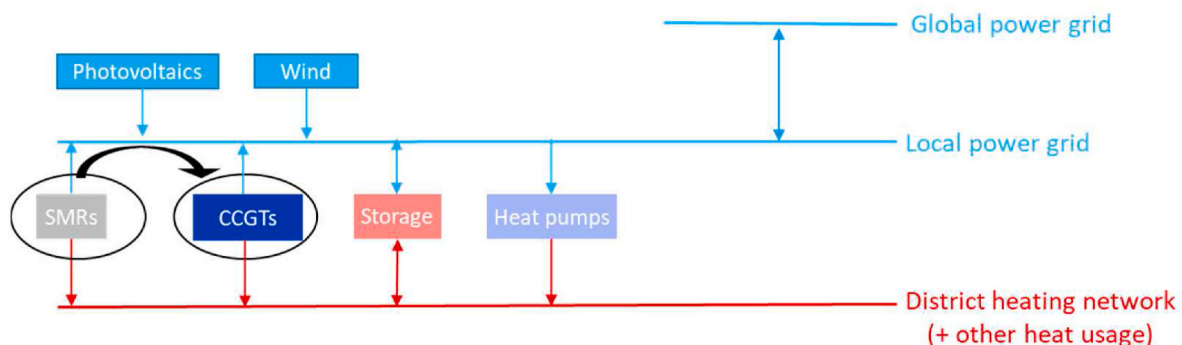 Global power grid
Photovoltaics
Wind
Local power grid
SMRs
CCGTs
Storage
Heat pumps
District heating network
(+ other heat usage)